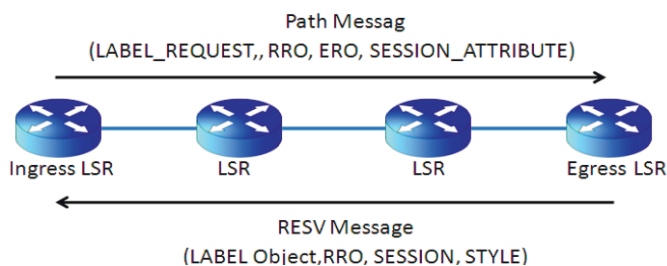 Path Messag
(LABEL_REQUEST,, RRO, ERO, SESSION_ATTRIBUTE)
Ingress LSR LSR LSR Egress LSR
RESV Message
(LABEL Object,RRO, SESSION, STYLE)